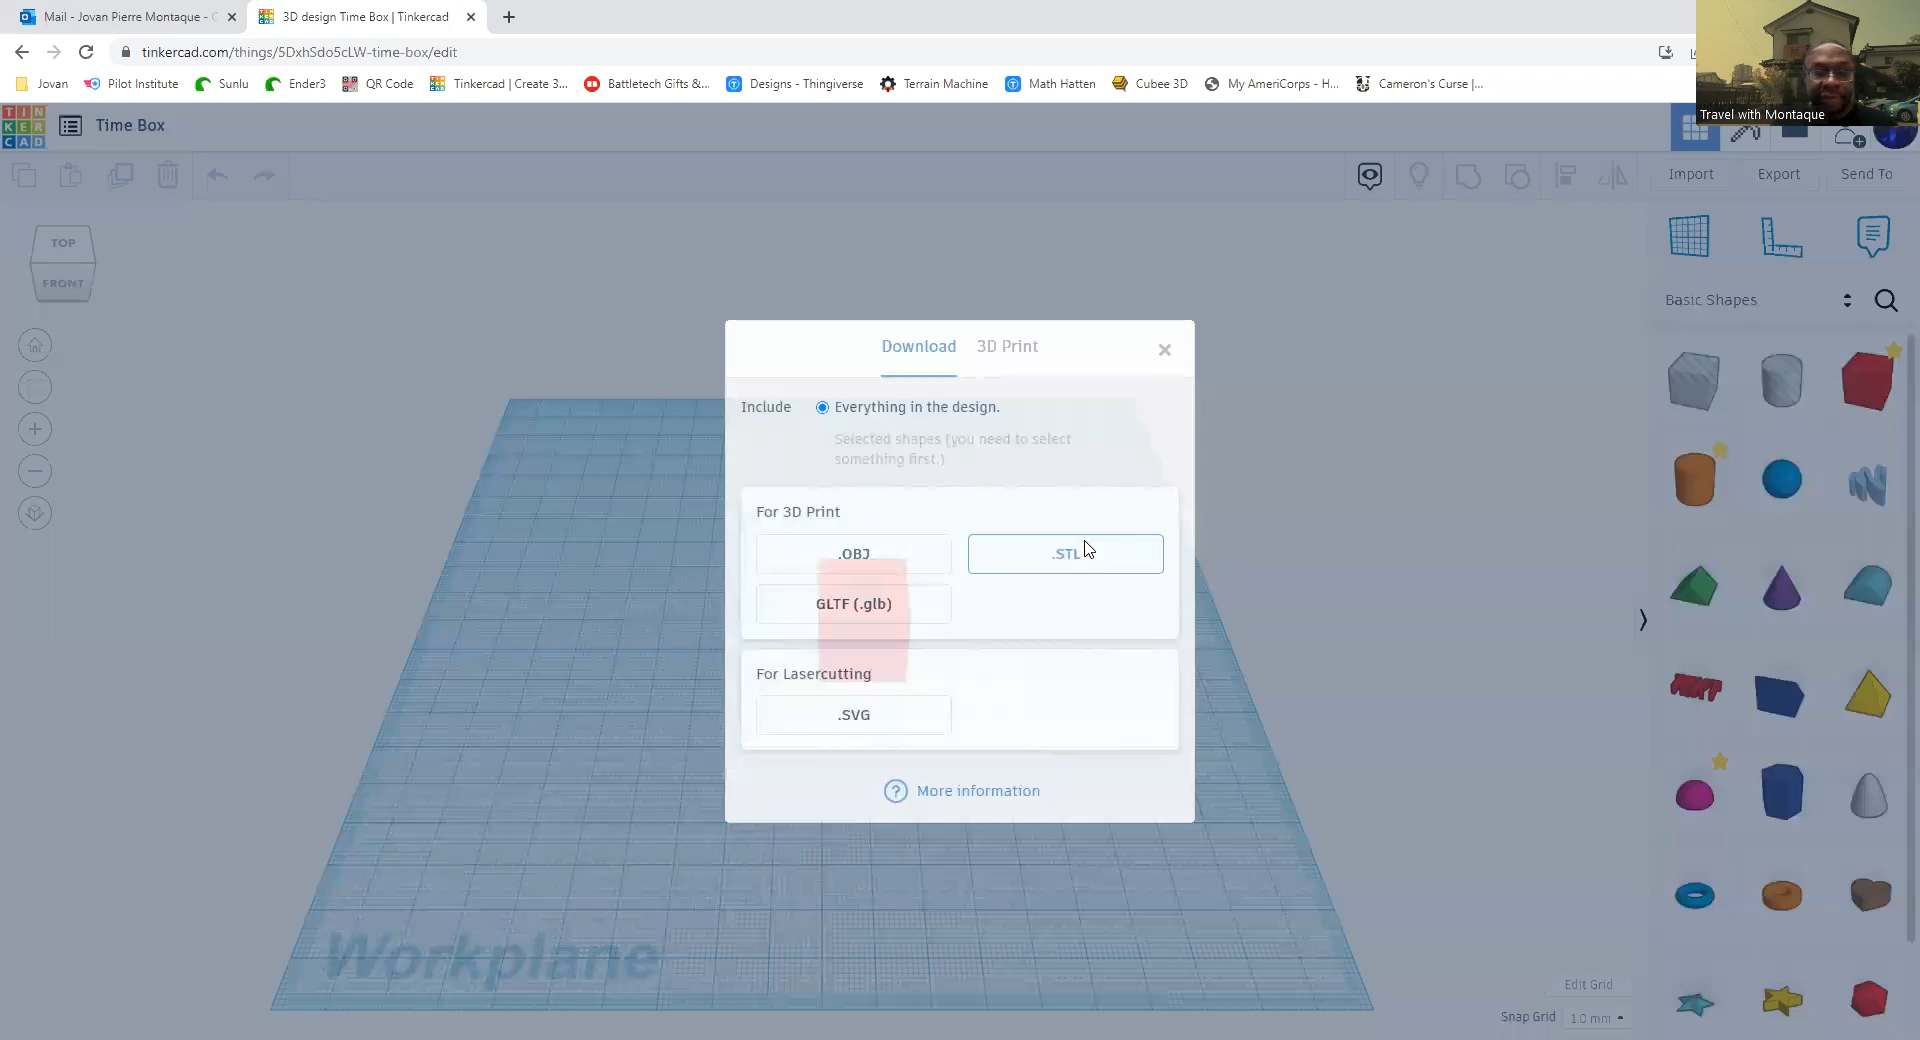 Mail - Jovan Pierre Montaque -
3D design Time Box | Tinkercad
tinkercad.com/things/5DxhSdo5cLW-time-box/edit
Jovan
Pilot Institute
Sunlu
Ender3
QR Code
Tinkercad | Create 3...
Battletech Gifts &...
Designs - Thingiverse
Terrain Machine
Math Hatten
Cubee 3D
My AmeriCorps - H...
Cameron's Curse |...
Travel with Montaque
TIN
KER
CAD
Time Box
Import
Export
Send To
TOP
FRONT
Basic Shapes
Download
3D Print
Include
Everything in the design.
Selected shapes (you need to select
something first.)
For 3D Print
.OBJ
.STL
GLTF (.glb)
For Lasercutting
.SVG
? More information
Workplane
Edit Grid
Snap Grid
1.0 mm